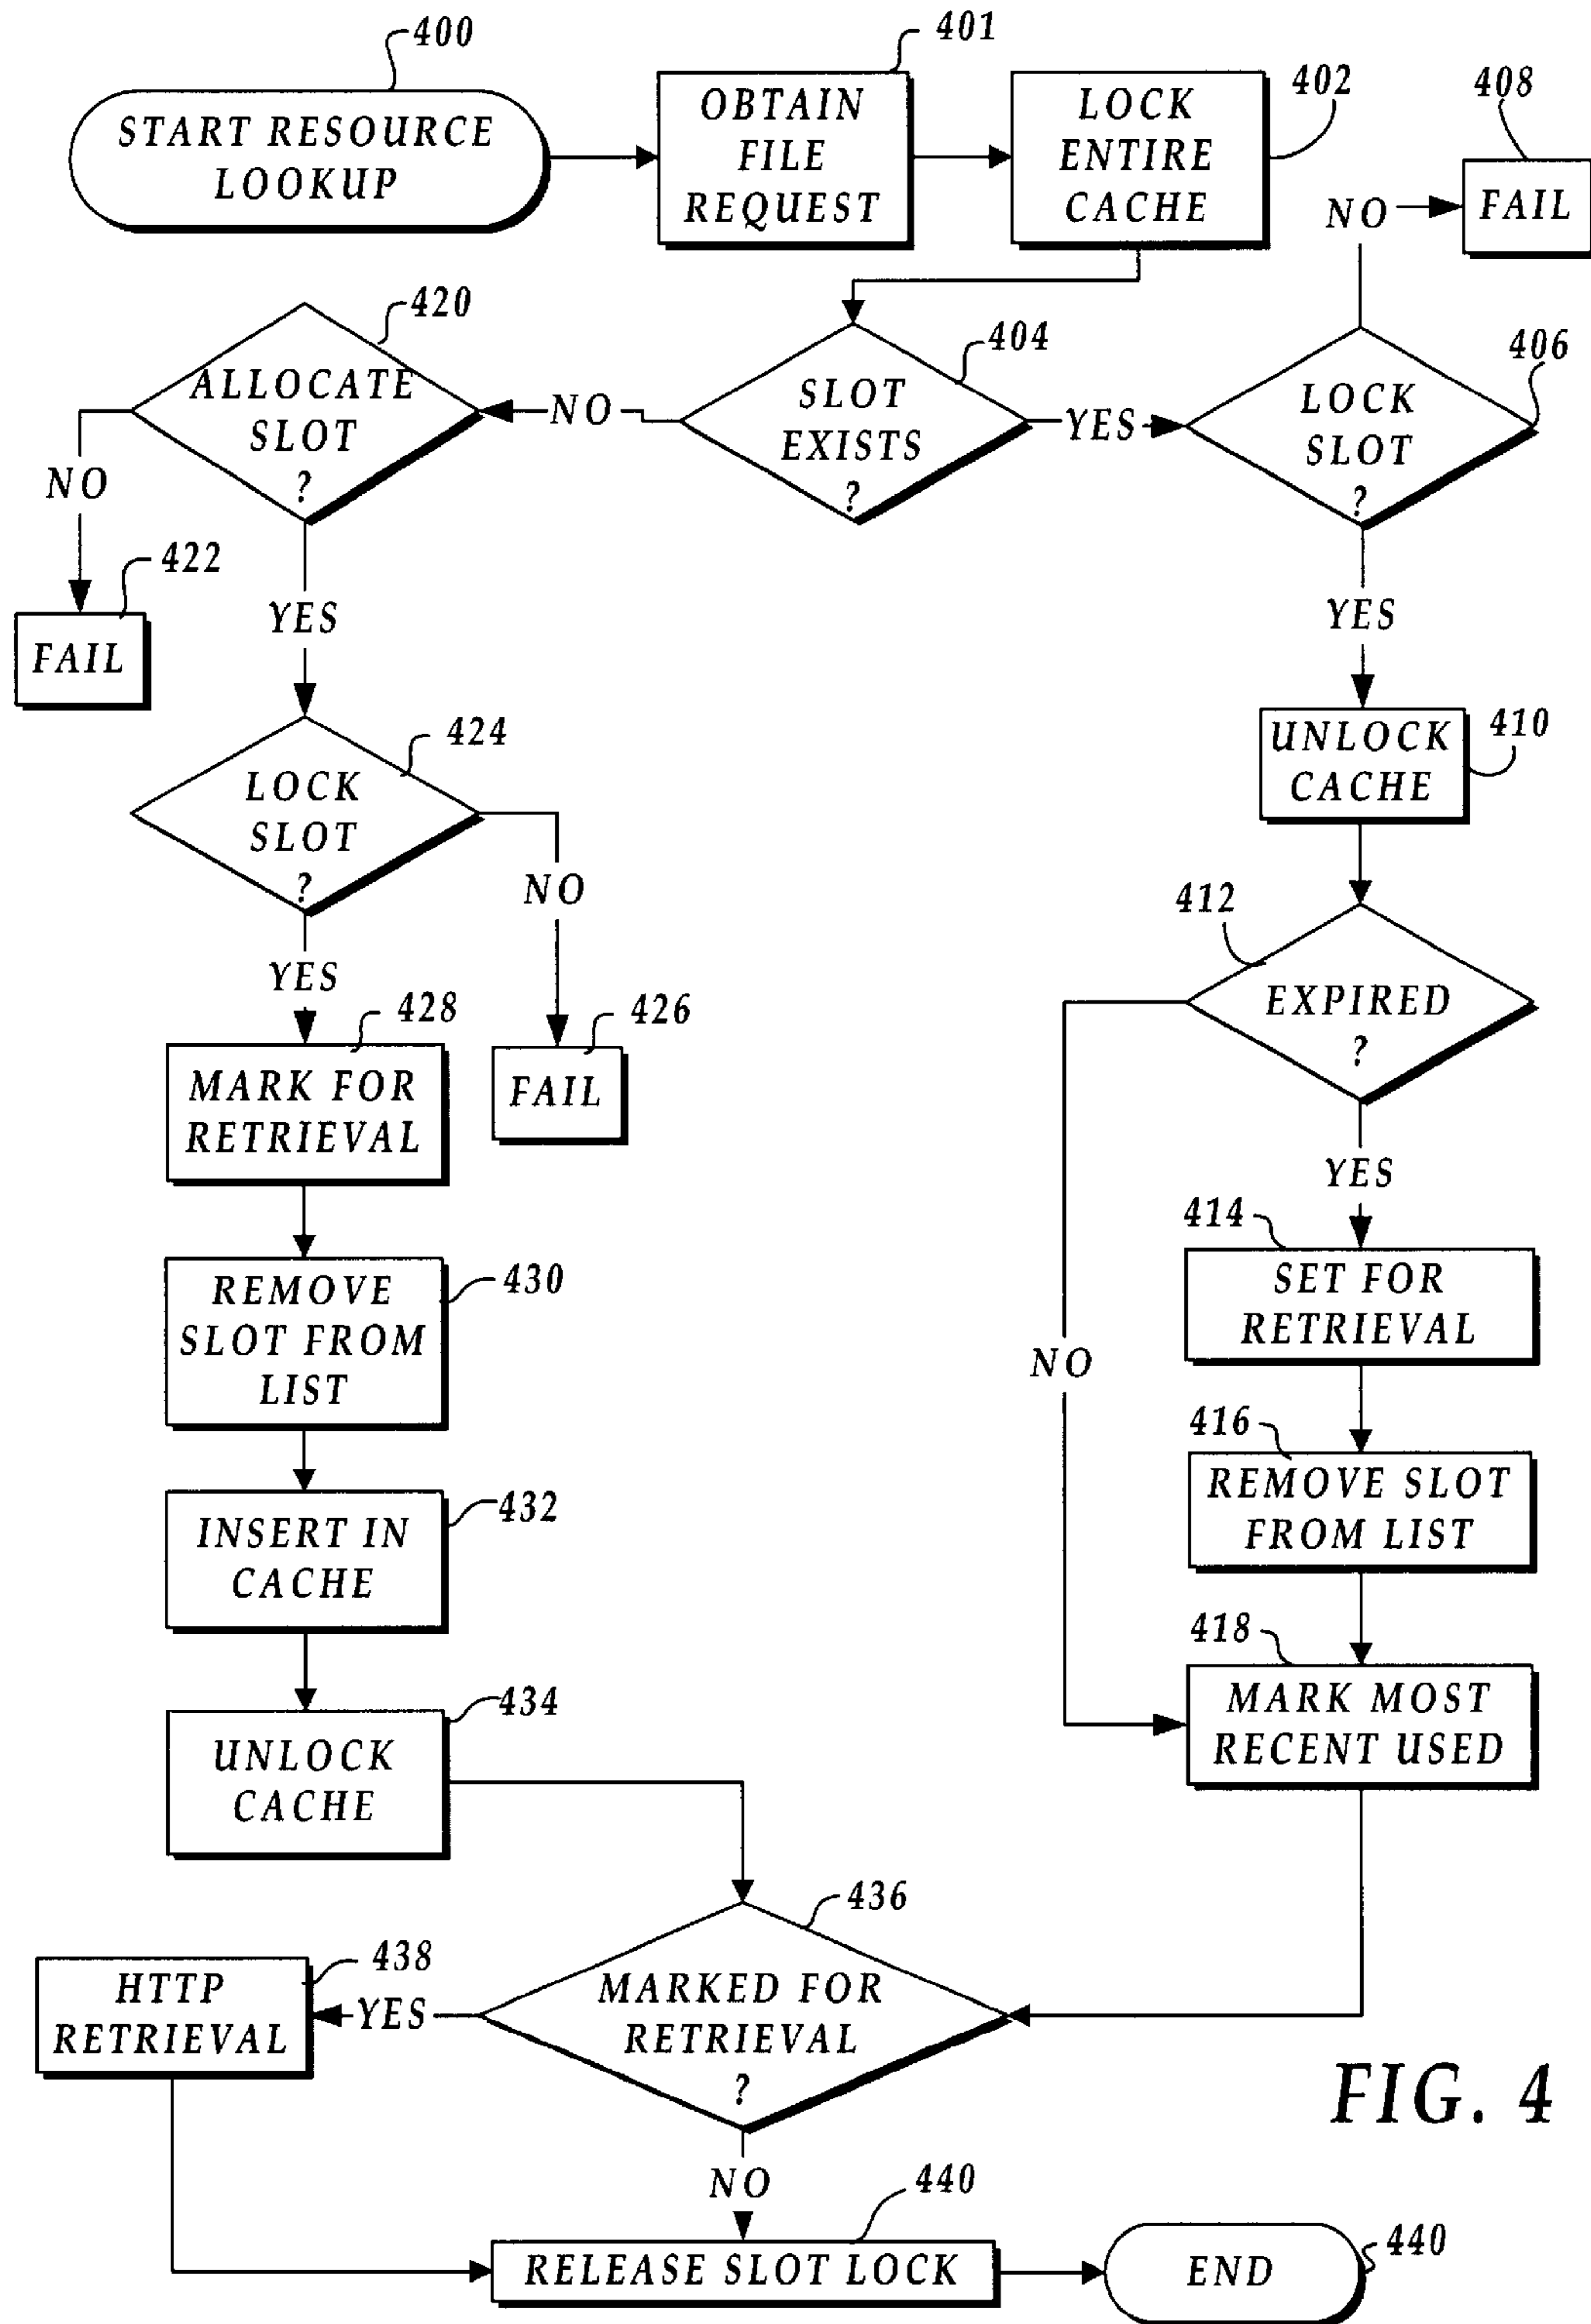 400
START RESOURCE
LOOKUP
401
OBTAIN
FILE
REQUEST
LOCK
ENTIRE
CACHE
402
408
FAIL
NO
420
ALLOCATE
SLOT
?
NO
404
SLOT
EXISTS
?
YES
406
LOCK
SLOT
?
NO
422
FAIL
YES
YES
424
LOCK
SLOT
?
NO
UNLOCK
CACHE
410
YES
412
EXPIRED
?
428
MARK FOR
RETRIEVAL
426
FAIL
YES
NO
414
SET FOR
RETRIEVAL
REMOVE
SLOT FROM
LIST
430
416
REMOVE SLOT
FROM LIST
INSERT IN
CACHE
432
418
MARK MOST
RECENT USED
UNLOCK
CACHE
434
436
MARKED FOR
RETRIEVAL
?
YES
438
HTTP
RETRIEVAL
FIG. 4
NO
440
RELEASE SLOT LOCK
END
440